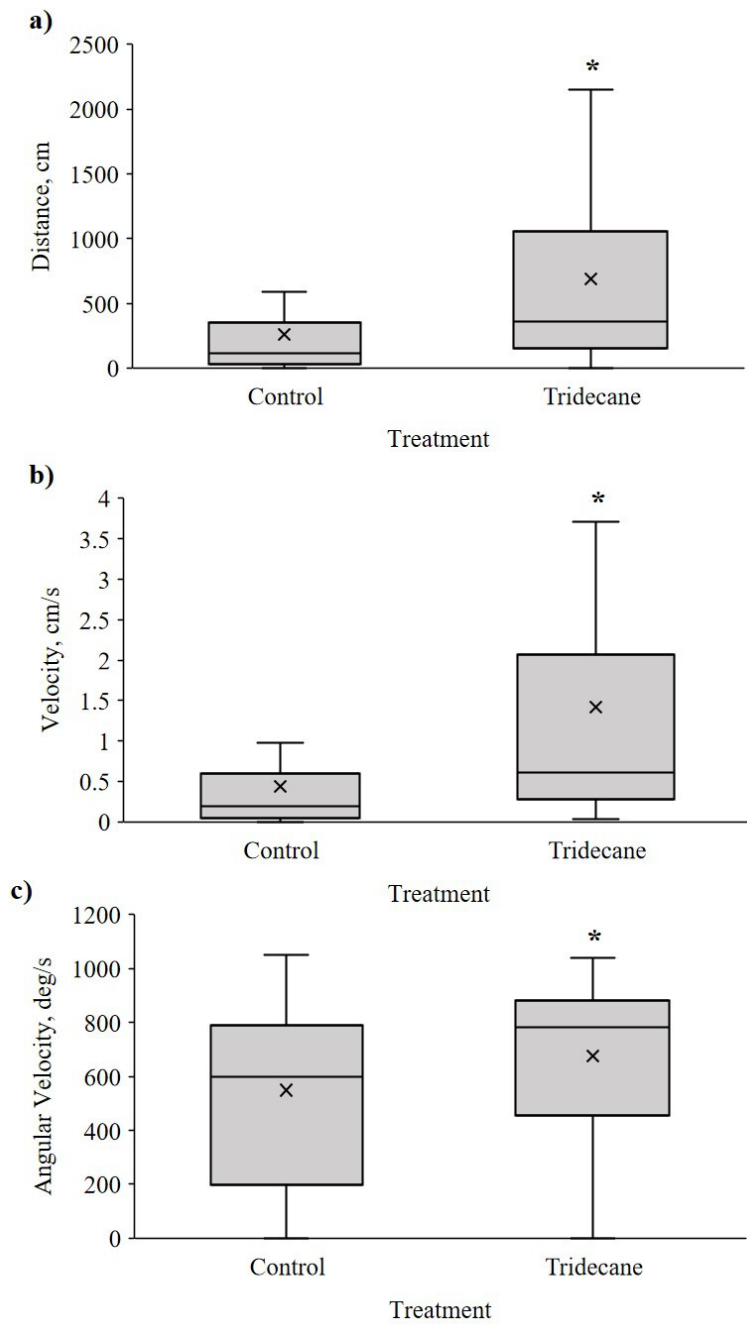 a)
2500
*
2000
1500
Distance, cm
1000
500
0
Control Tridecane
Treatment
b)
4
*
3.5
3
2.5
Velocity, cm/s
2
1.5
1
0.5
0
Control Tridecane
Treatment
c)
1200
*
1000
800
Angular Velocity, deg/s
600
400
200
0
Control Tridecane
Treatment